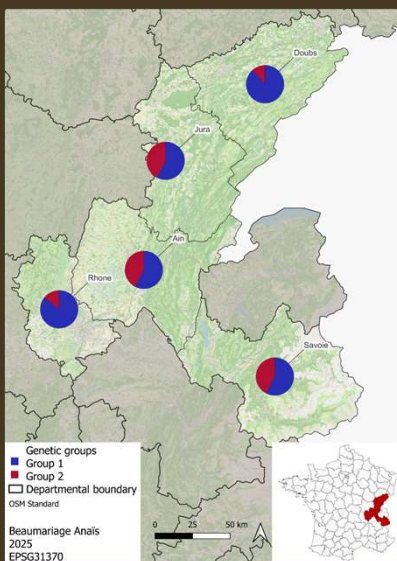 Doubs
Jura
Ain
Rhone
Savoie
Genetic groups
Group 1
Group 2
Departmental boundary
OSM Standard
Beaumariage Anaïs
2025
EPSG31370
0 25 50 km